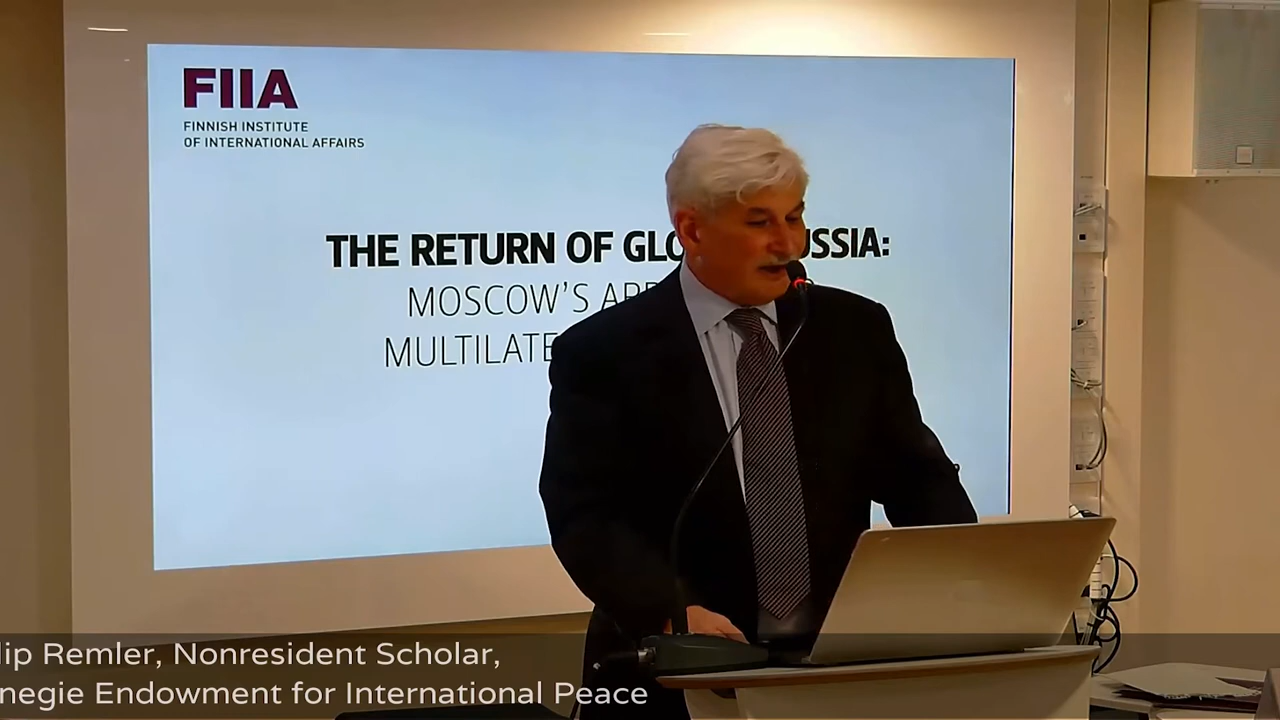 FIIA
FINNISH INSTITUTE
OF INTERNATIONAL AFFAIRS
THE RETURN OF GLO USSIA:
MOSCOW'S
MULTILATE
lip Remler, Nonresident Scholar,
negie Endowment for International Peace